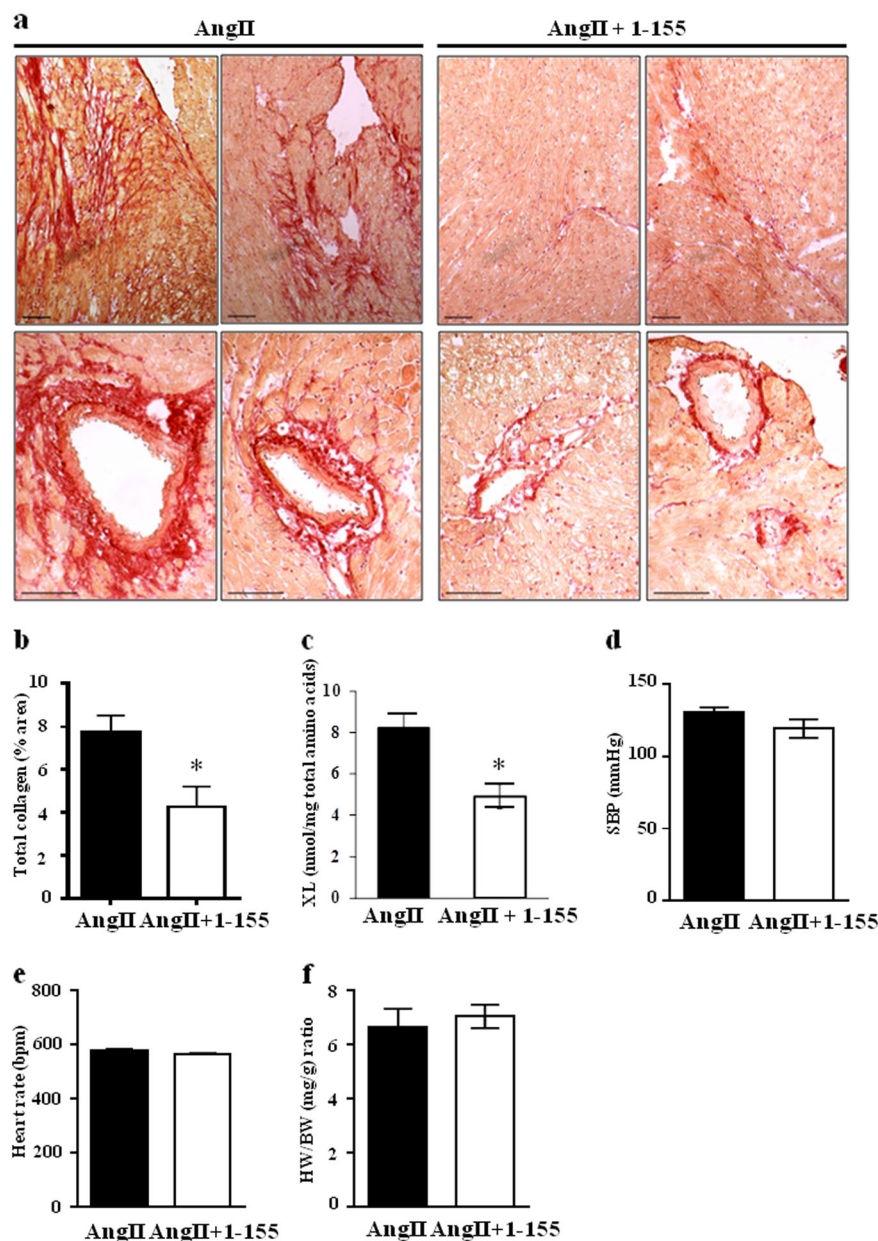 a
AngII
AngII + 1-155
b
Total collagen (% area)
10
8
6
4
2
0
*
AngII AngII+1-155
c
XL (nmol/mg total amino acids)
10
8
6
4
2
0
*
AngII AngII + 1-155
d
SBP (mmHg)
150
100
50
0
AngII AngII+1-155
e
Heart rate (bpm)
800
600
400
200
0
AngII AngII+1-155
f
HW/BW (mg/g) ratio
8
6
4
2
0
AngII AngII+1-155